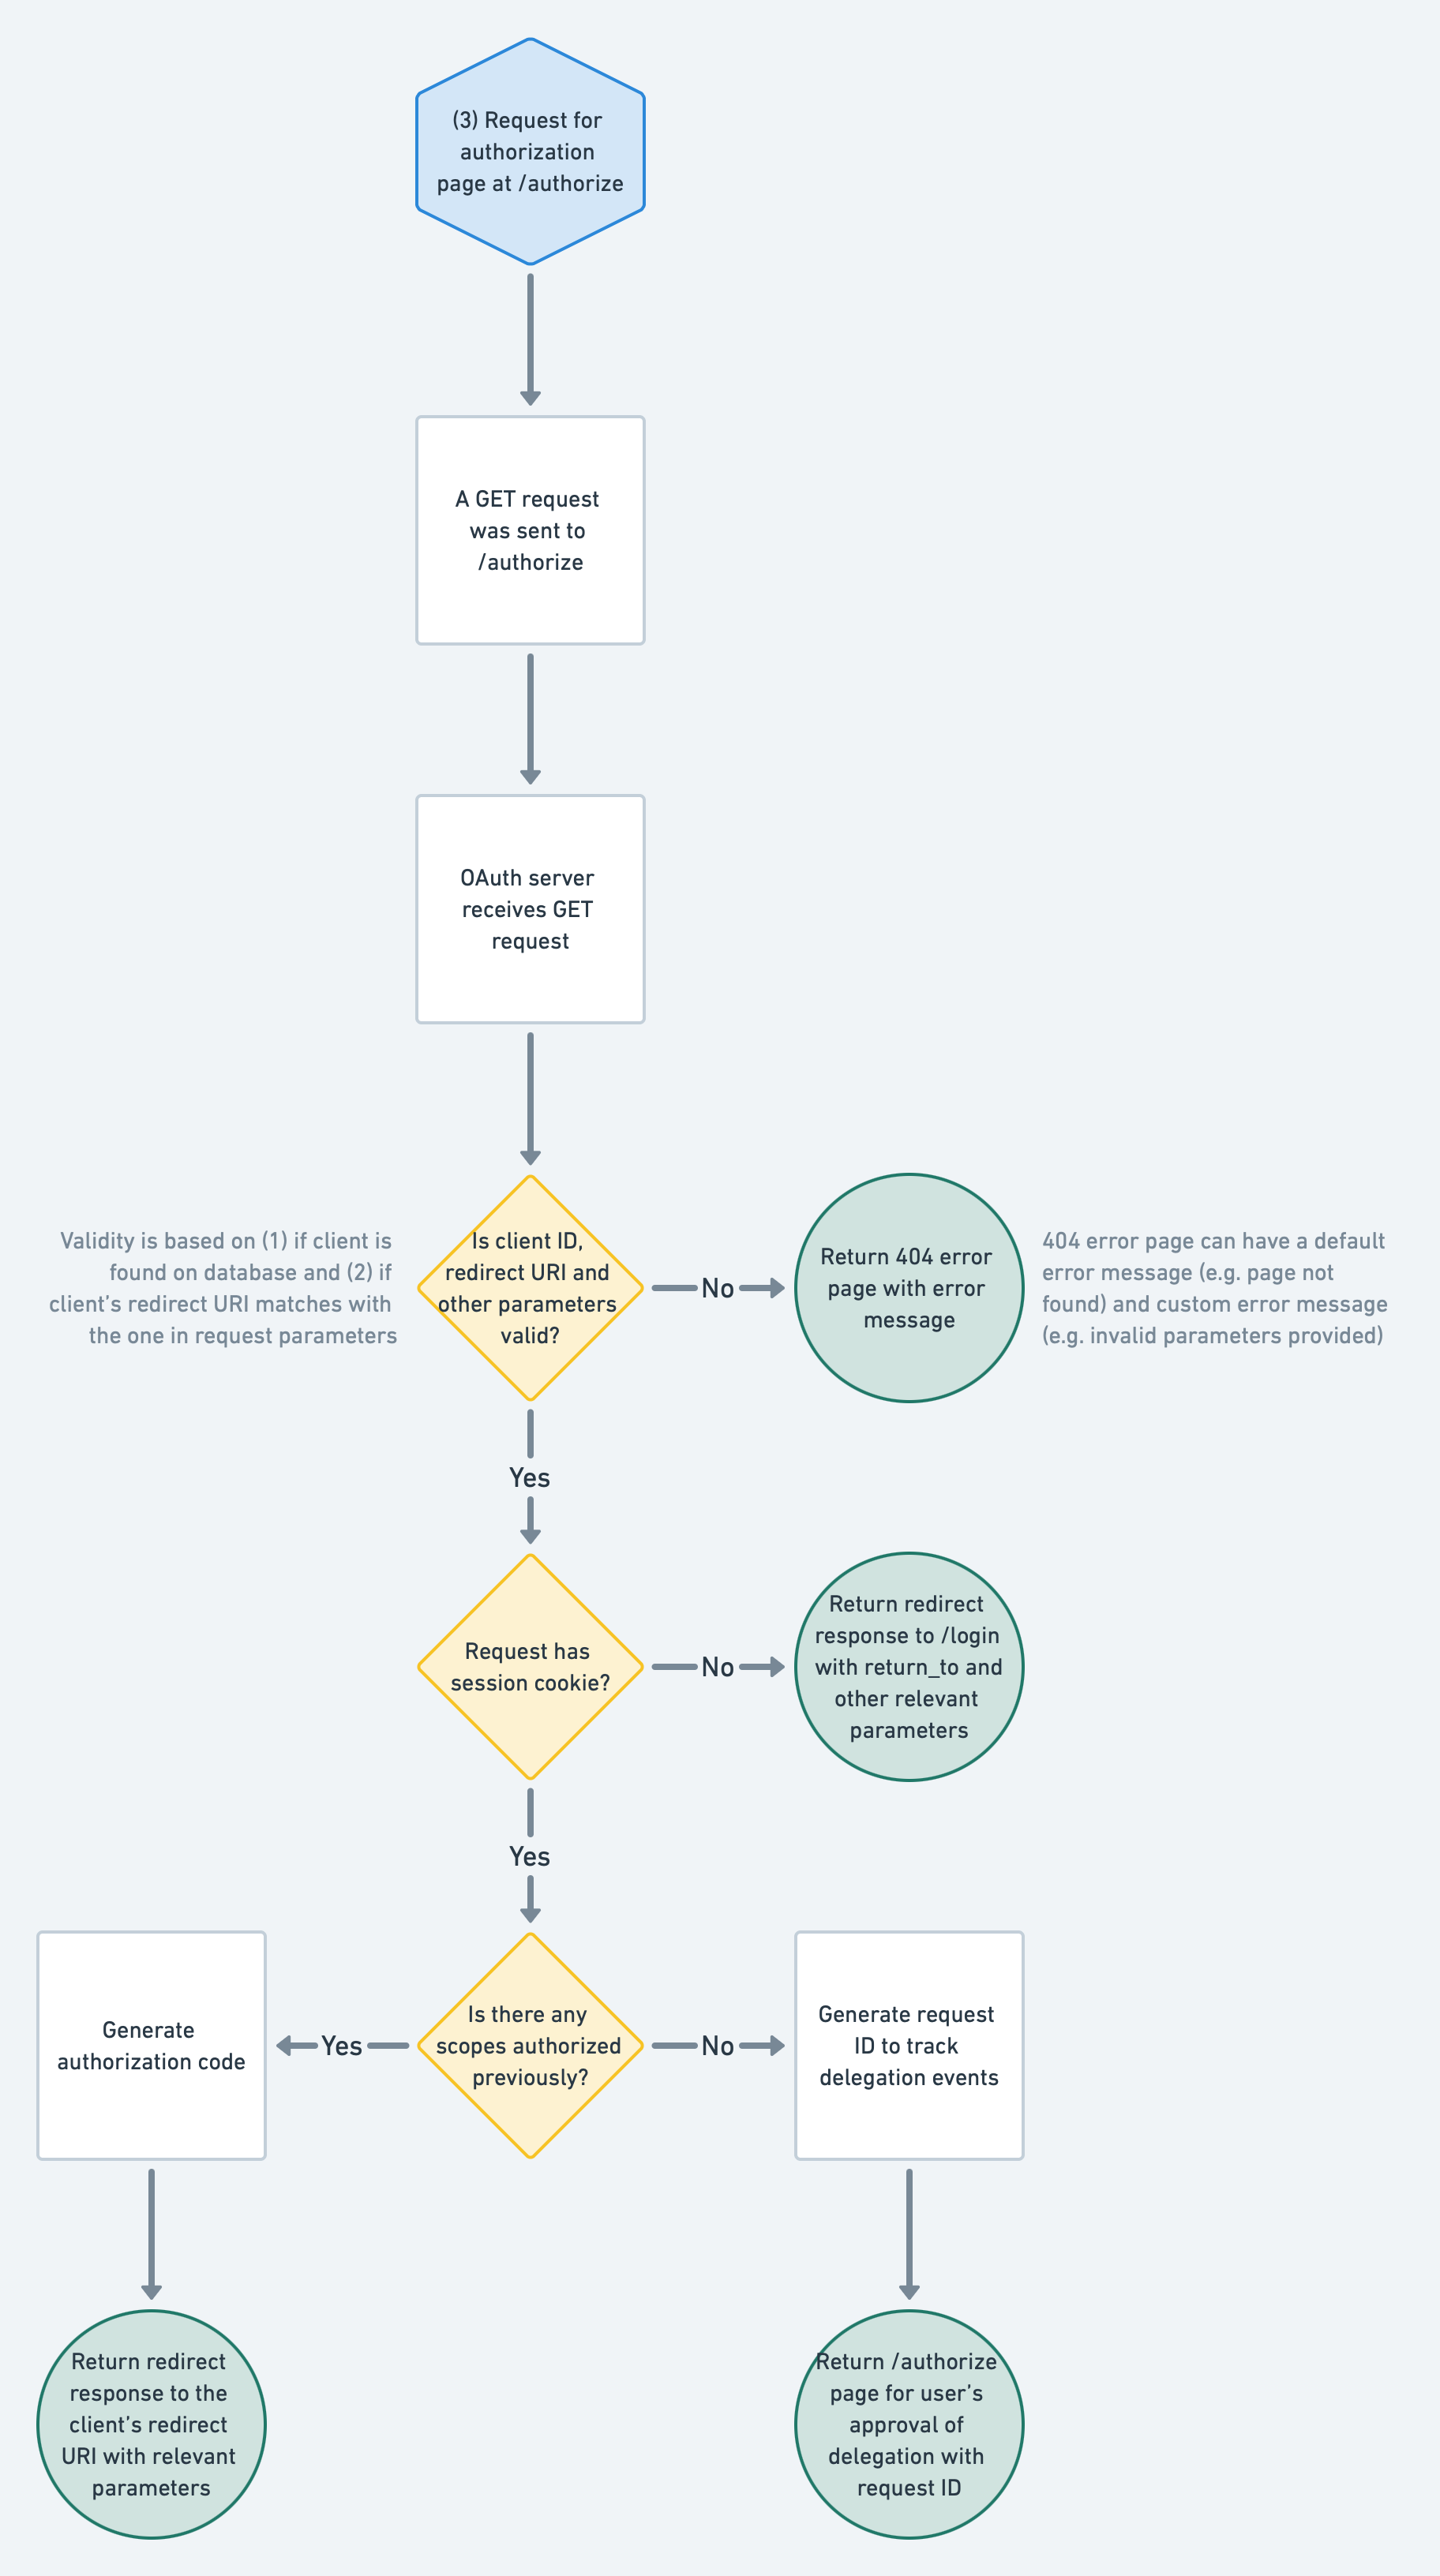 (3) Request for
authorization
page at /authorize
A GET request
was sent to
/authorize
OAuth server
receives GET
request
Validity is based on (1) if client is
found on database and (2) if
client's redirect URI matches with
the one in request parameters
Is client ID,
redirect URI and
other parameters
valid?
No
Return 404 error
page with error
message
404 error page can have a default
error message (e.g. page not
found) and custom error message
(e.g. invalid parameters provided)
Yes
Request has
session cookie?
No
Return redirect
response to /login
with return_to and
other relevant
parameters
Yes
Generate
authorization code
Yes
Is there any
scopes authorized
previously?
No
Generate request
ID to track
delegation events
Return redirect
response to the
client's redirect
URI with relevant
parameters
Return /authorize
page for user's
approval of
delegation with
request ID